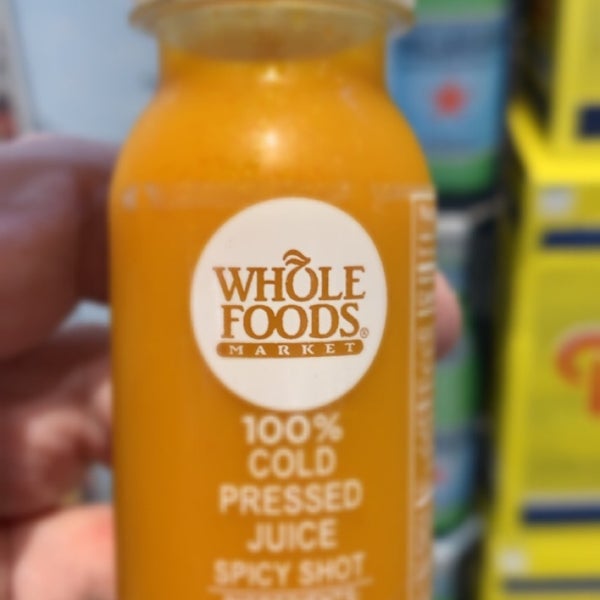 WHOLE
FOODS®
MARKET
100%
COLD
PRESSED
JUICE
SPICY SHOT